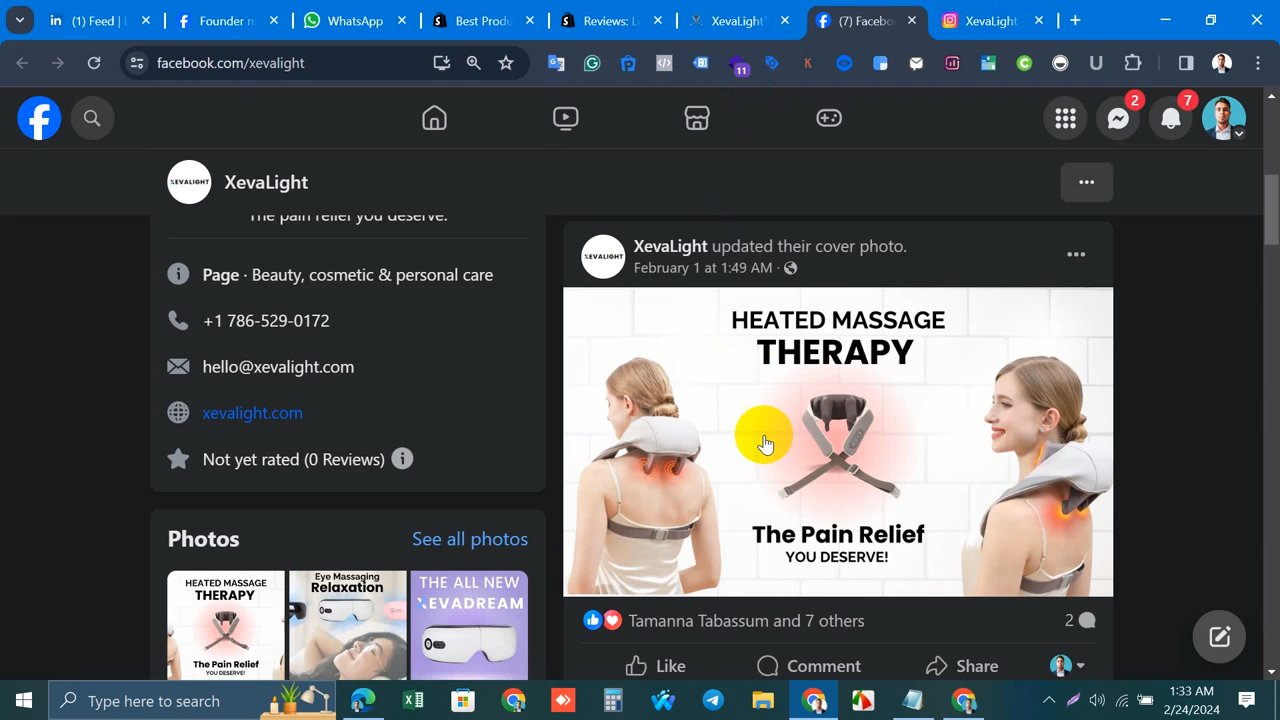 (1) Feed | L
Founder m
WhatsApp
Best Produ
Reviews: Le
XevaLight
(7) Faceboo
XevaLight
facebook.com/xevalight
11
2
7
XEVALIGHT
XevaLight
The pain relief you deserve.
Page · Beauty, cosmetic & personal care
+1 786-529-0172
hello@xevalight.com
xevalight.com
Not yet rated (0 Reviews)
Photos
See all photos
HEATED MASSAGE
THERAPY
The Pain Relief
Eye Massaging
Relaxation
THE ALL NEW
XEVADREAM
XEVALIGHT
XevaLight updated their cover photo.
February 1 at 1:49 AM ·
HEATED MASSAGE
THERAPY
The Pain Relief
YOU DESERVE!
Tamanna Tabassum and 7 others
2
Like
Comment
Share
Type here to search
1:33 AM
2/24/2024